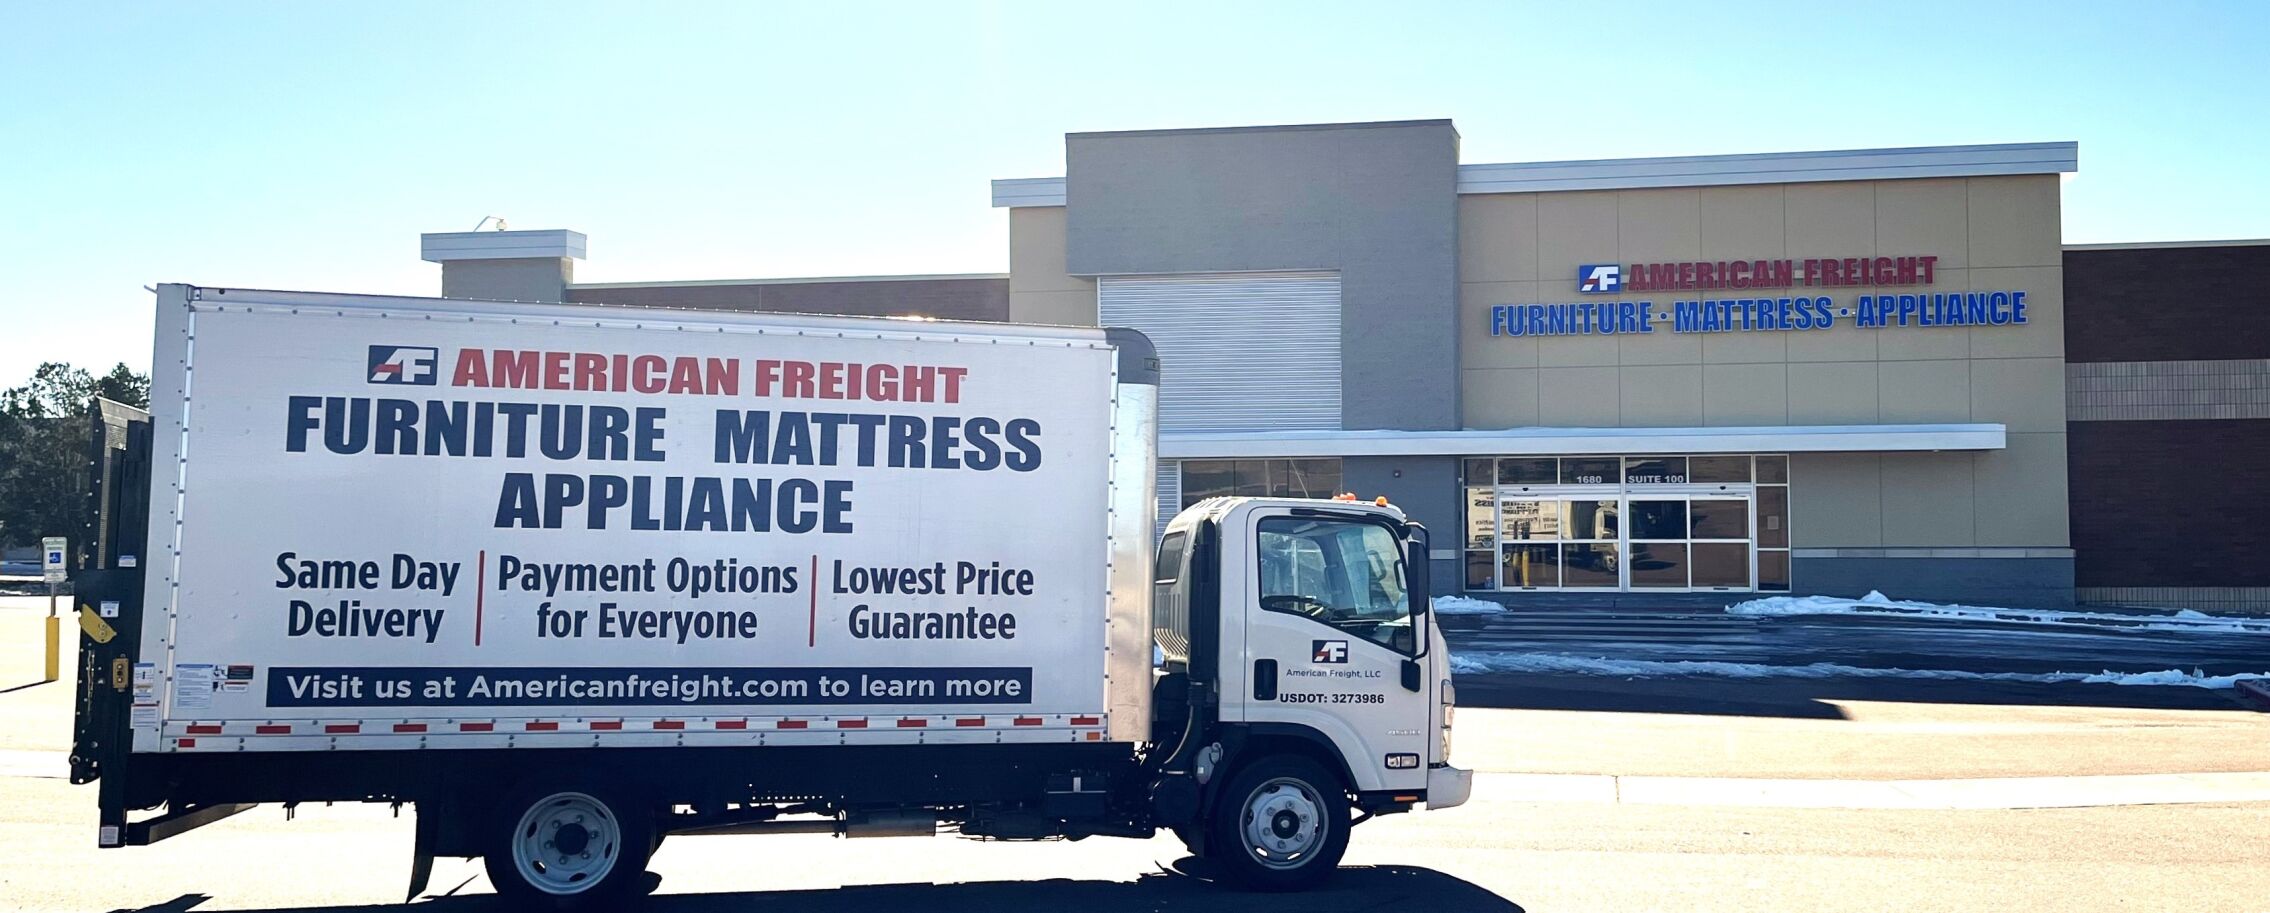 AF AMERICAN FREIGHT
FURNITURE MATTRESS
APPLIANCE
Same Day
Delivery
Payment Options
for Everyone
Lowest Price
Guarantee
Visit us at Americanfreight.com to learn more
AF
American Freight, LLC
USDOT: 3273986
AF AMERICAN FREIGHT
FURNITURE · MATTRESS · APPLIANCE
1680 SUITE 100